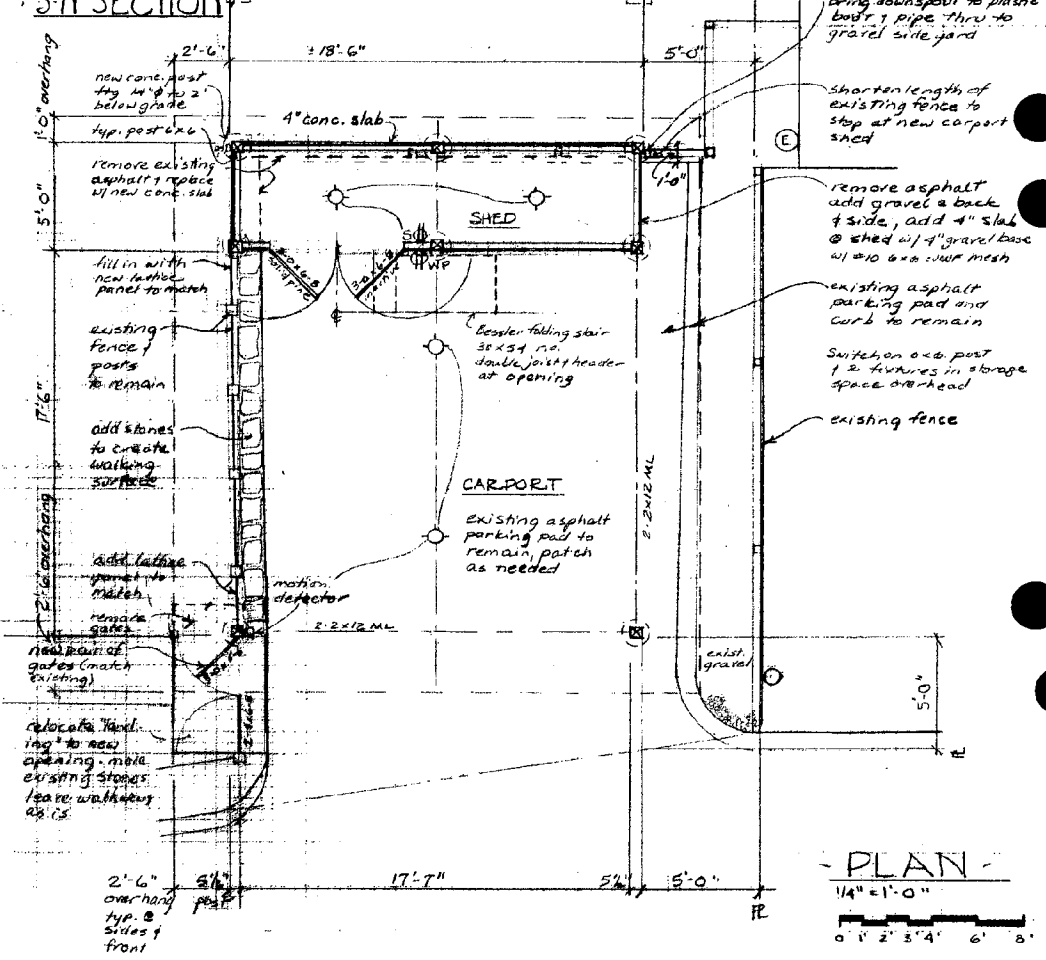 SECTION
bring downspout to
boot & pipe thru to
gravel side yard
2'-6"
±18'-6"
5'-0"
1'-0" overhang
new conc. post
ftg 14" φ to 2'
below grade
4" conc. slab
shorten length of
existing fence to
stop at new carport
shed
typ. post 6x6
E
remove existing
asphalt & replace
w/ new conc. slab
1'-0"
5'-0"
SHED
remove asphalt
add gravel @ back
& side, add 4" slab
@ shed w/ 4" gravel base
w/ #10 6x6 WWF mesh
WP
fill in with
new lattice
panel to match
existing asphalt
parking pad and
curb to remain
existing
fence &
posts
to remain
Bessler folding stair
double joist & header
at opening
Switch on 6x6 post
& 2 fixtures in storage
space overhead
17'-6"
existing fence
add stones
to create
walking
surface
CARPORT
existing asphalt
parking pad to
remain, patch
as needed
2-2x12 ML
2'-6" overhang
add lattice
panel to
match
motion
detector
remove
gates
2-2x12 ML
new pair of
gates (match
existing)
exist.
gravel
5'-0"
relocate "land-
ing" to new
opening. move
existing stones
leave walkway
as is
PL
2'-6"
overhang
typ. @
sides &
front
5½"
post
17'-7"
5½"
5'-0"
PL
- PLAN -
1/4" = 1'-0"
0 1' 2' 3' 4' 6' 8'